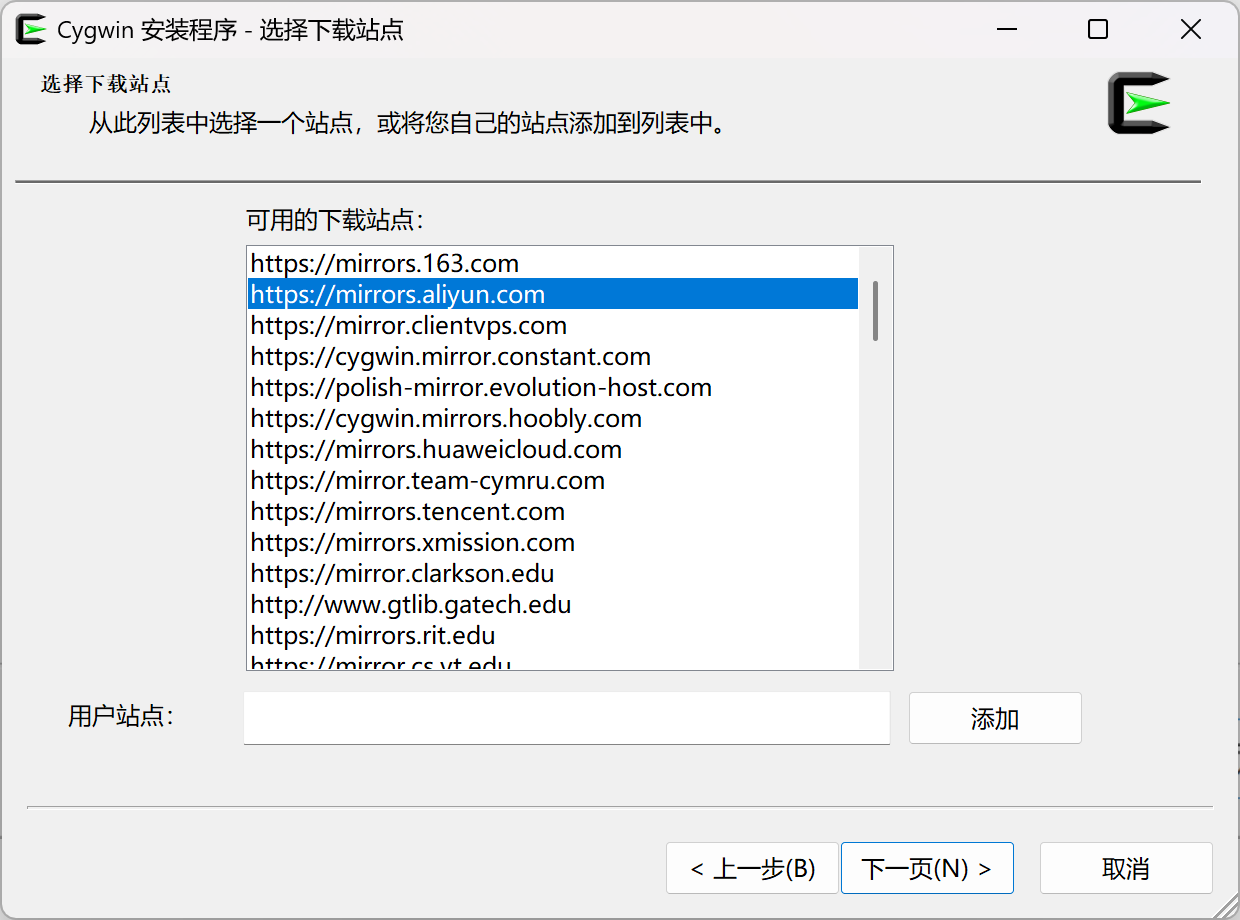 Cygwin 安装程序 - 选择下载站点
选择下载站点
从此列表中选择一个站点，或将您自己的站点添加到列表中。
可用的下载站点：
https://mirrors.163.com
https://mirrors.aliyun.com
https://mirror.clientvps.com
https://cygwin.mirror.constant.com
https://polish-mirror.evolution-host.com
https://cygwin.mirrors.hoobly.com
https://mirrors.huaweicloud.com
https://mirror.team-cymru.com
https://mirrors.tencent.com
https://mirrors.xmission.com
https://mirror.clarkson.edu
http://www.gtlib.gatech.edu
https://mirrors.rit.edu
https://mirror.cs.vt.edu
用户站点：
添加
< 上一步(B)
下一页(N) >
取消